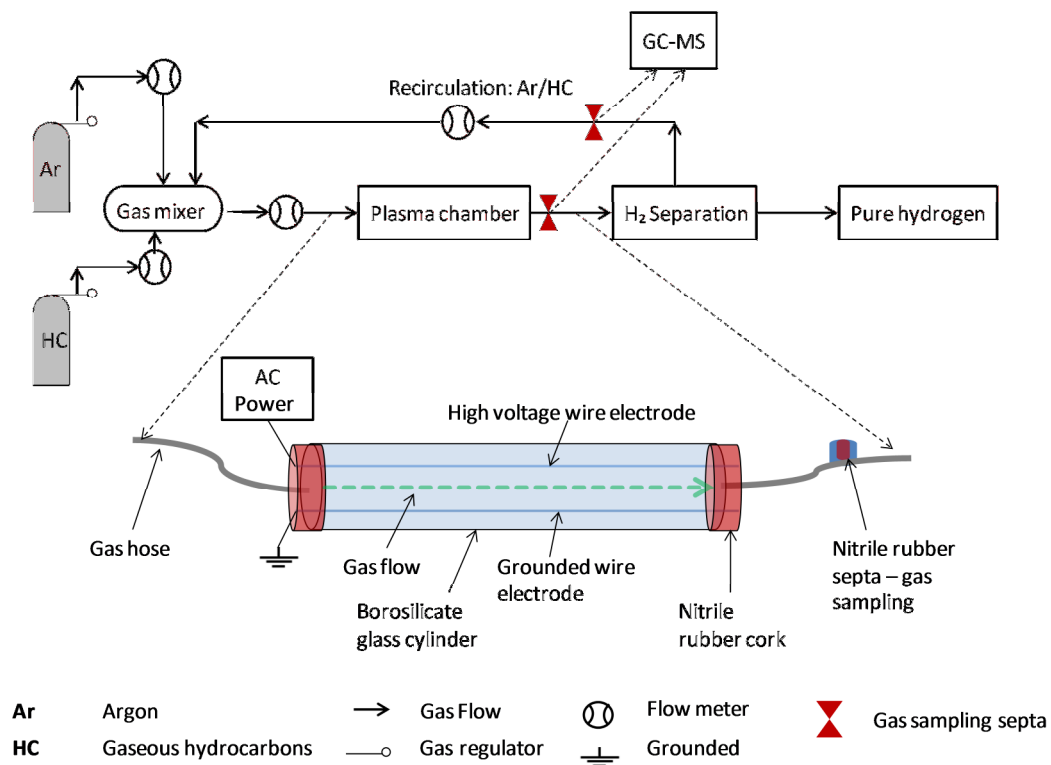 GC-MS
Recirculation: Ar/HC
Ar
Gas mixer
Plasma chamber
H₂ Separation
Pure hydrogen
HC
AC
Power
High voltage wire electrode
Gas hose
Gas flow
Grounded wire
electrode
Borosilicate
glass cylinder
Nitrile
rubber cork
Nitrile rubber
septa – gas
sampling
Ar Argon
Gas Flow
Flow meter
Gas sampling septa
HC Gaseous hydrocarbons
Gas regulator
Grounded